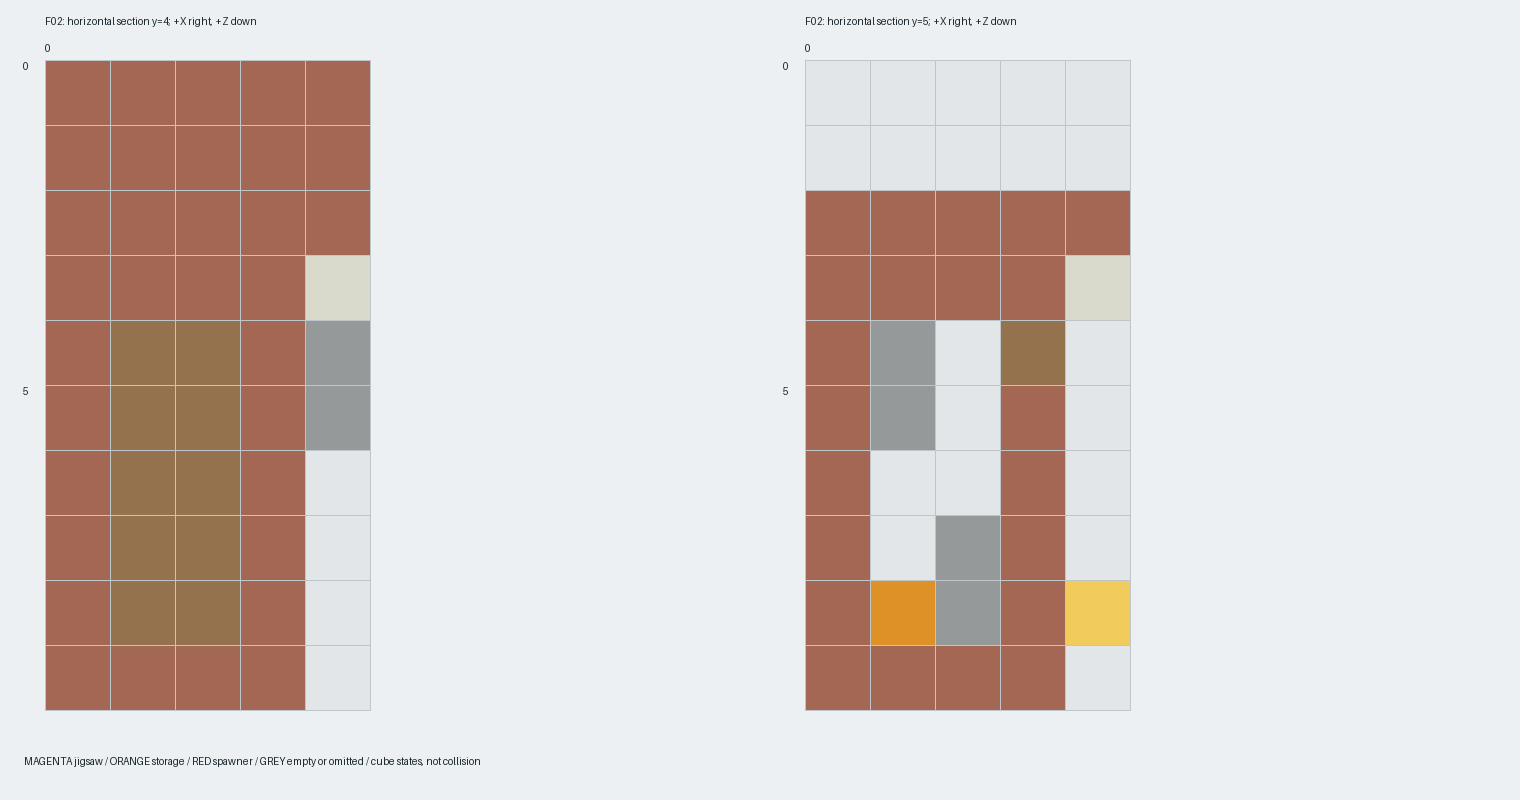 F02: horizontal section y=4; +X right, +Z down
F02: horizontal section y=5; +X right, +Z down
0
0
0
0
5
5
MAGENTA jigsaw / ORANGE storage / RED spawner / GREY empty or omitted / cube states, not collision